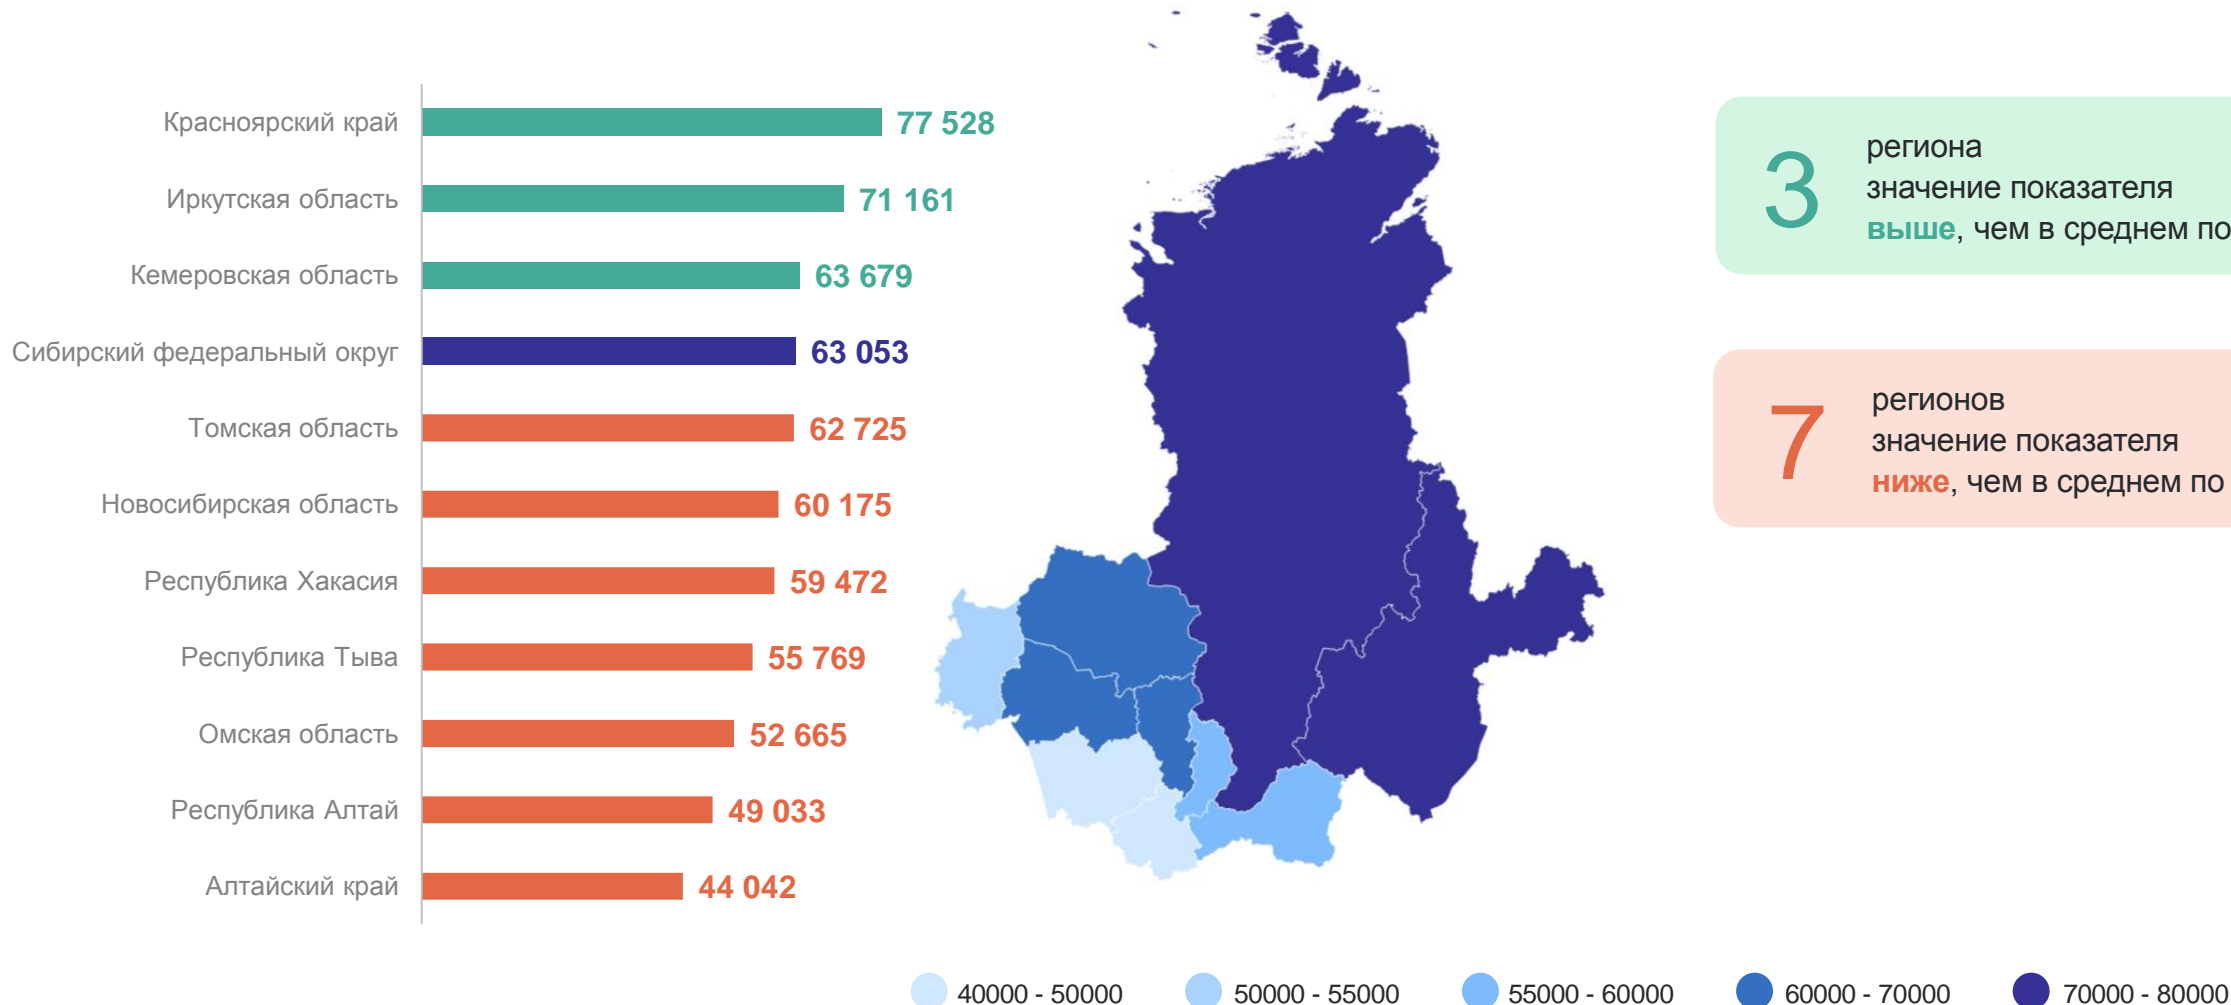 Красноярский край 77 528
Иркутская область 71 161
Кемеровская область 63 679
Сибирский федеральный округ 63 053
Томская область 62 725
Новосибирская область 60 175
Республика Хакасия 59 472
Республика Тыва 55 769
Омская область 52 665
Республика Алтай 49 033
Алтайский край 44 042
3
региона
значение показателя
выше, чем в среднем по
7
регионов
значение показателя
ниже, чем в среднем по
40000 - 50000
50000 - 55000
55000 - 60000
60000 - 70000
70000 - 80000